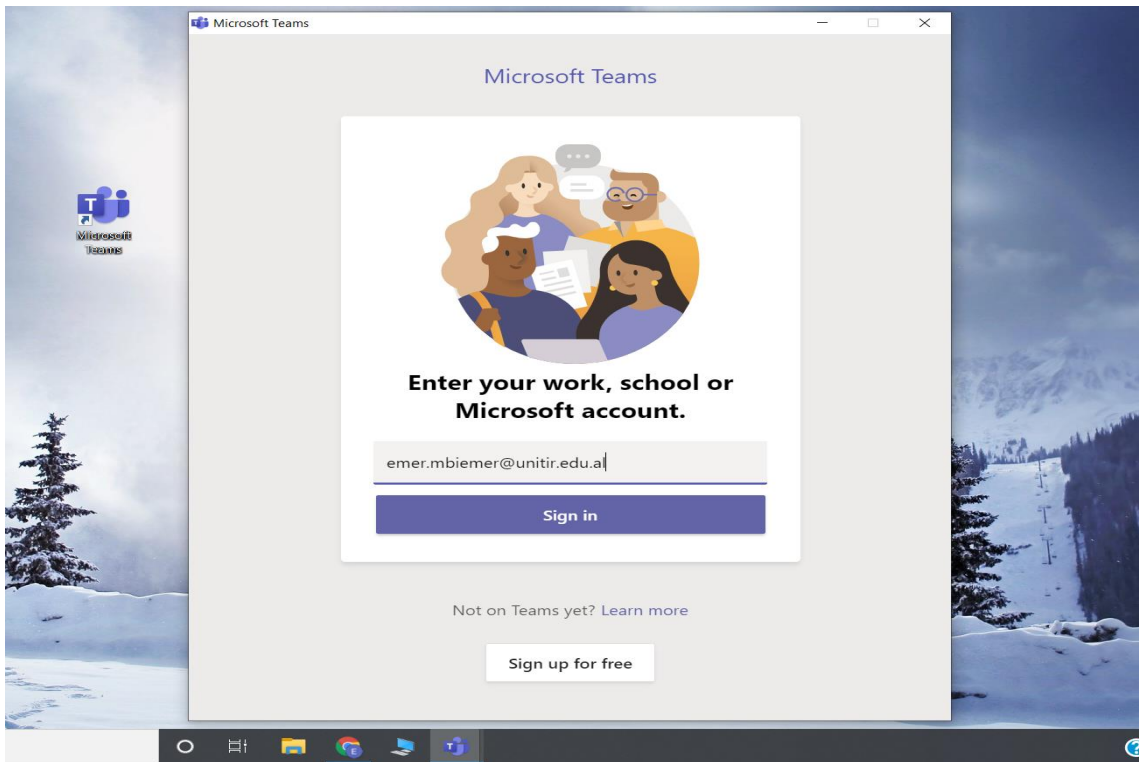 Microsoft Teams
Microsoft Teams
T
Microsoft
Teams
Enter your work, school or
Microsoft account.
emer.mbiemer@unitir.edu.al
Sign in
Not on Teams yet? Learn more
Sign up for free
E
T
?